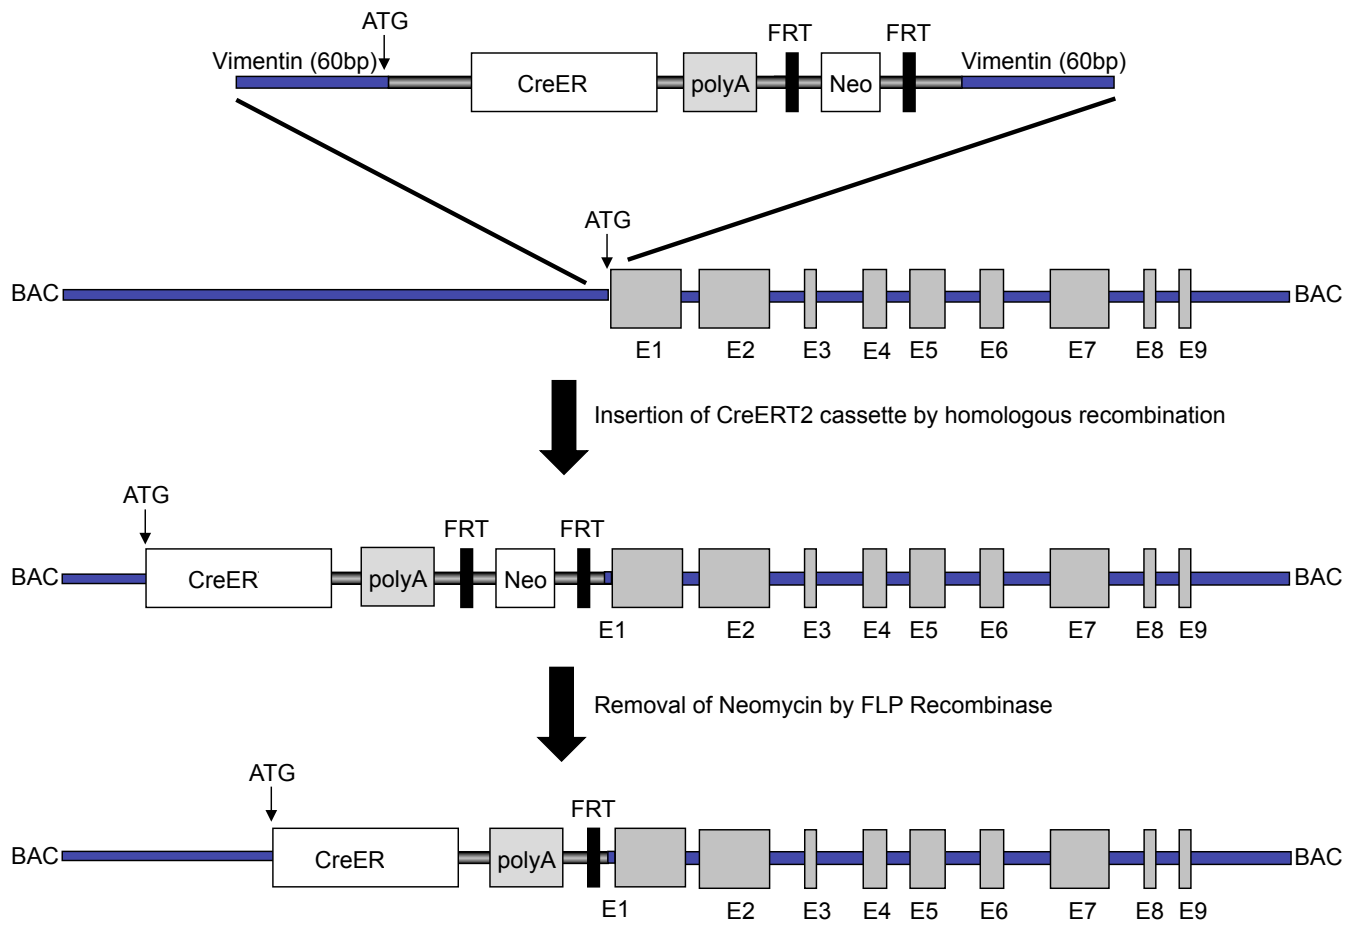 ATG
FRT FRT
Vimentin (60bp) Vimentin (60bp)
CreER polyA Neo
ATG
BAC BAC
E1 E2 E3 E4 E5 E6 E7 E8 E9
Insertion of CreERT2 cassette by homologous recombination
ATG
FRT FRT
BAC CreER polyA Neo BAC
E1 E2 E3 E4 E5 E6 E7 E8 E9
Removal of Neomycin by FLP Recombinase
ATG
FRT
BAC CreER polyA BAC
E1 E2 E3 E4 E5 E6 E7 E8 E9